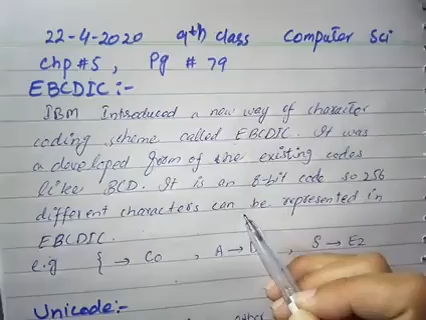 22-4-2020 9th class Computer Sci
Chp #5, Pg # 79
EBCDIC:-
IBM Introduced a new way of character
coding scheme called EBCDIC. It was
a developed form of the existing codes
like BCD. It is an 8-bit code so 256
different characters can be represented in
EBCDIC.
e.g { → C0 , A → , S → E2
Unicode:-